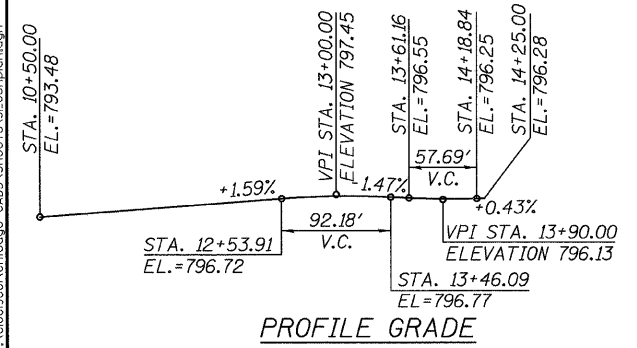 STA. 10+50.00
EL.=793.48
VPI STA. 13+00.00
ELEVATION 797.45
STA. 13+61.16
EL.=796.55
STA. 14+18.84
EL.=796.25
STA. 14+25.00
EL.=796.28
57.69'
V.C.
+1.59%
-1.47%
+0.43%
92.18'
V.C.
STA. 12+53.91
EL.=796.72
VPI STA. 13+90.00
ELEVATION 796.13
STA. 13+46.09
EL=796.77
PROFILE GRADE